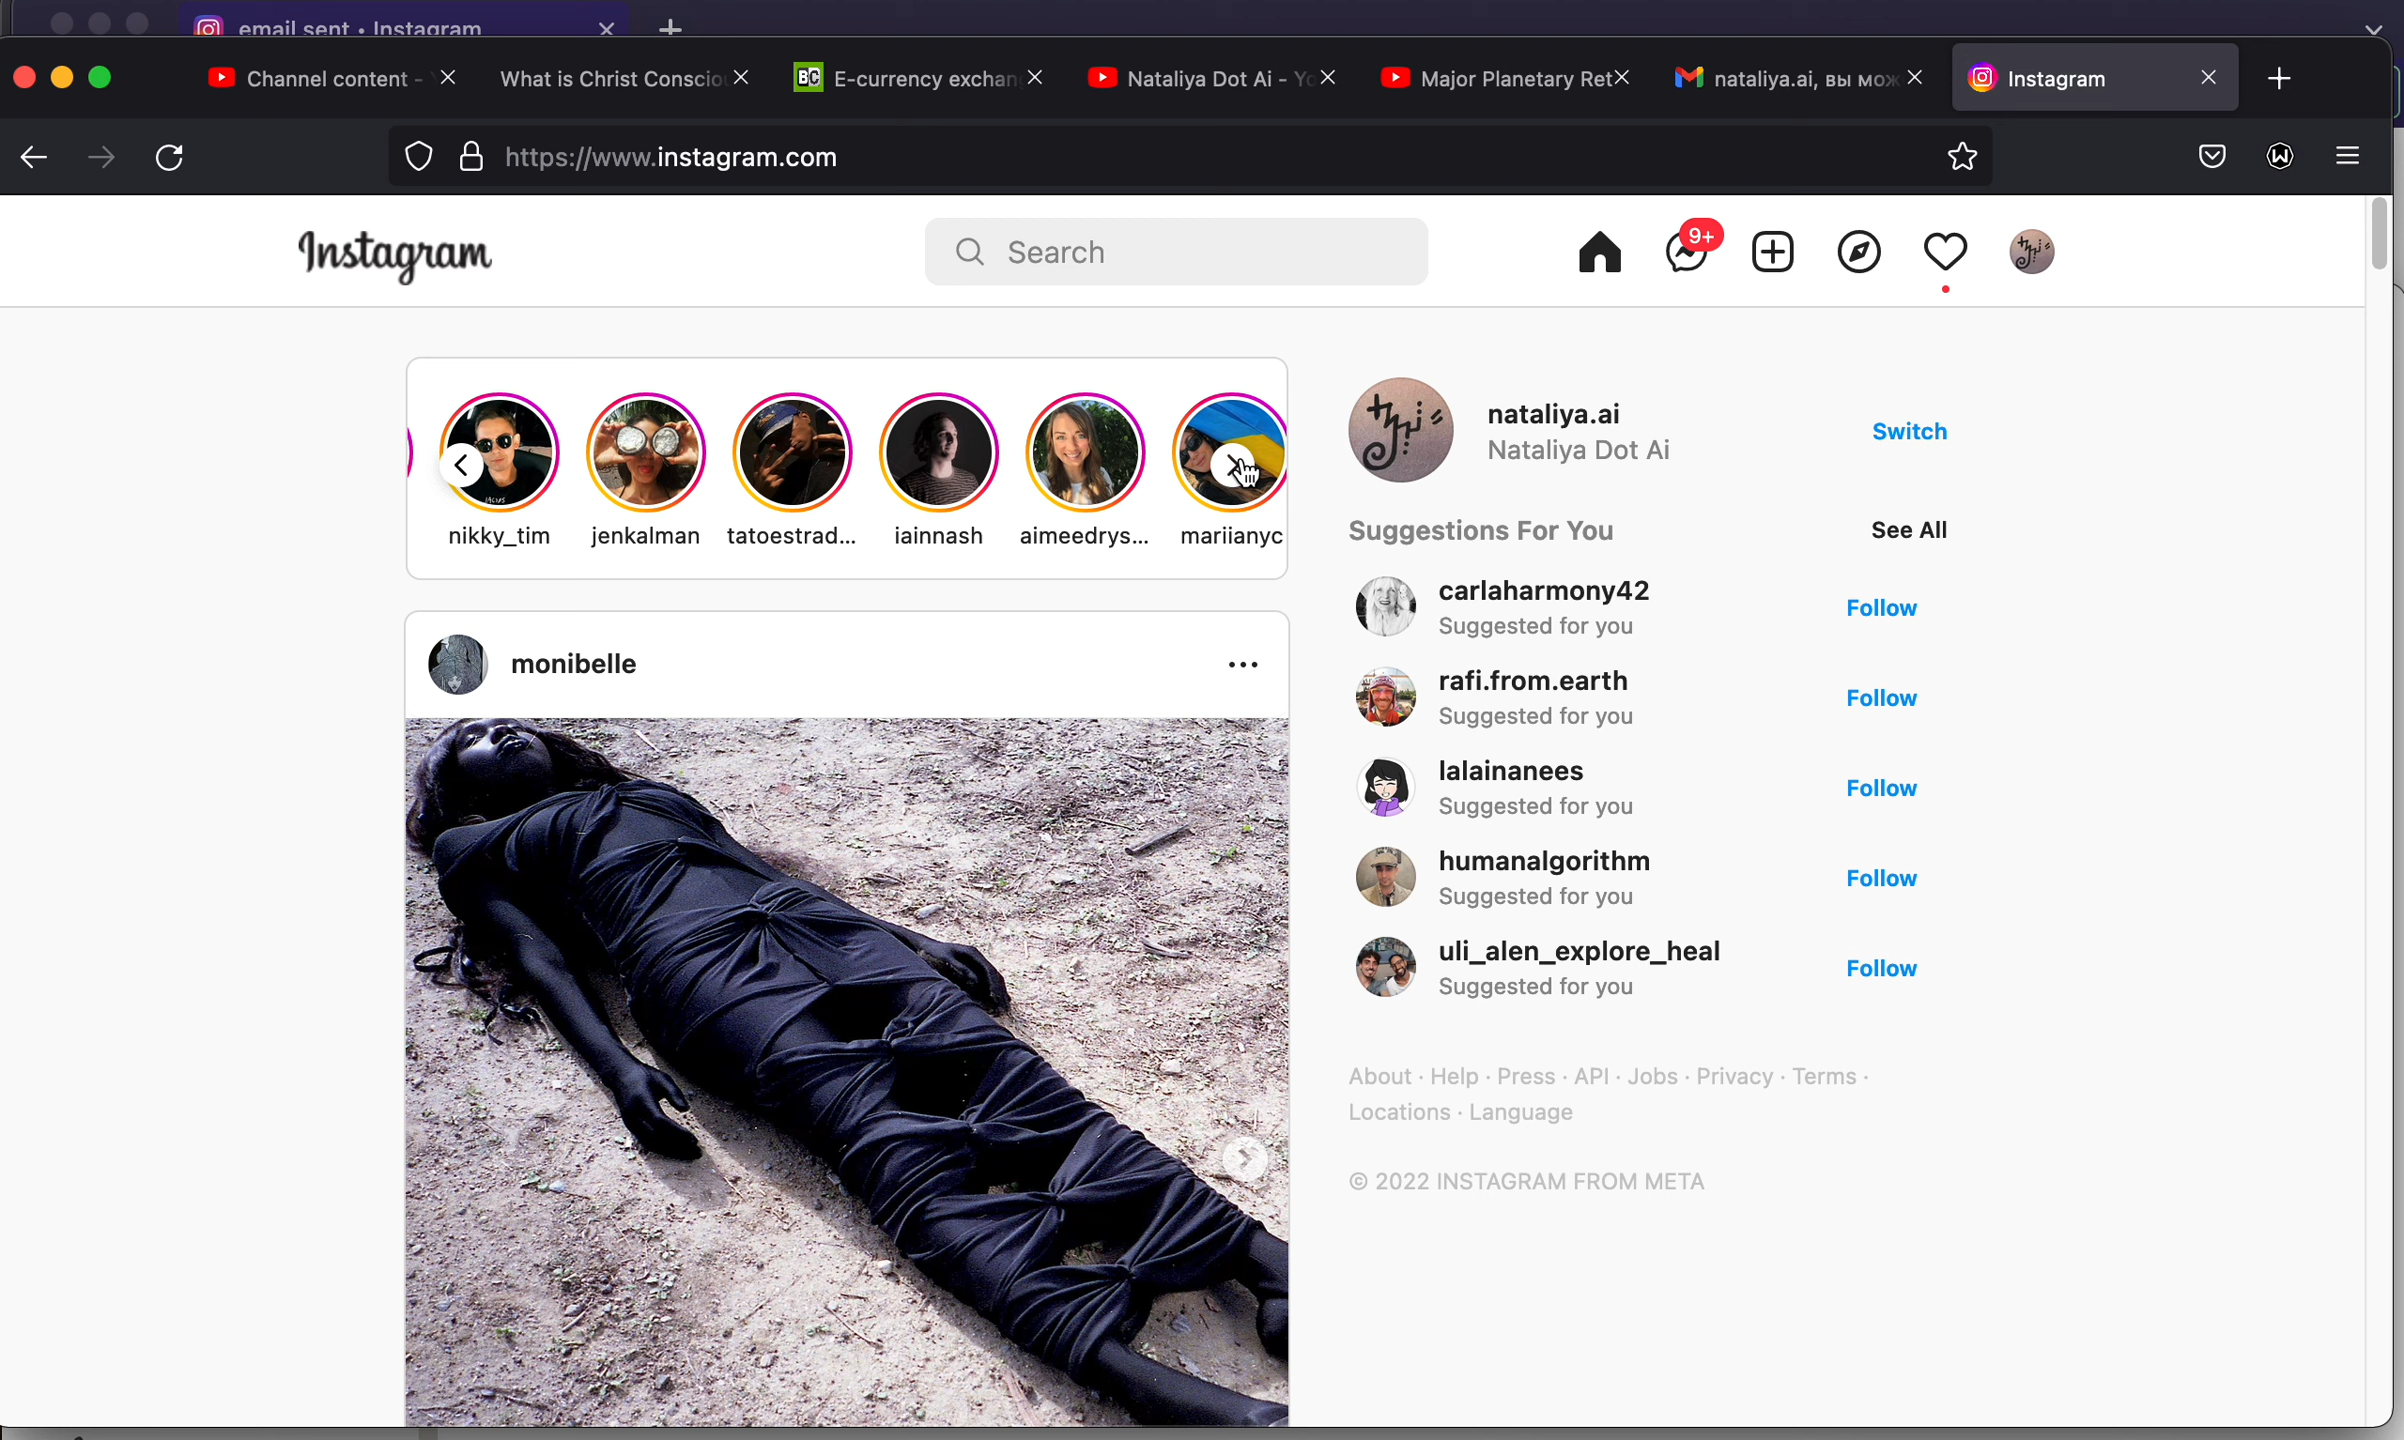 email sent • Instagram
Channel content -
What is Christ Conscio
E-currency exchan
Nataliya Dot Ai - Yo
Major Planetary Ret
nataliya.ai, вы мож
Instagram
https://www.instagram.com
Instagram
Search
9+
nikky_tim
jenkalman
tatoestrad...
iainnash
aimeedrys...
mariianyc
nataliya.ai
Nataliya Dot Ai
Switch
Suggestions For You
See All
carlaharmony42
Suggested for you
Follow
rafi.from.earth
Suggested for you
Follow
lalainanees
Suggested for you
Follow
humanalgorithm
Suggested for you
Follow
uli_alen_explore_heal
Suggested for you
Follow
monibelle
About · Help · Press · API · Jobs · Privacy · Terms ·
Locations · Language
© 2022 INSTAGRAM FROM META